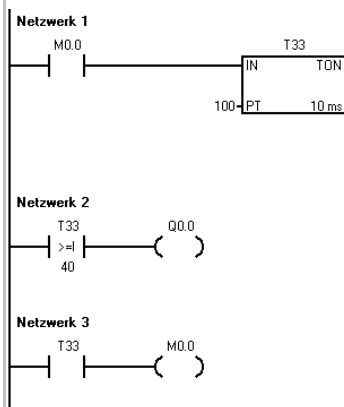 Netzwerk 1
M0.0
T33
IN TON
100 PT 10 ms
Netzwerk 2
T33 Q0.0
>=I
40
Netzwerk 3
T33 M0.0